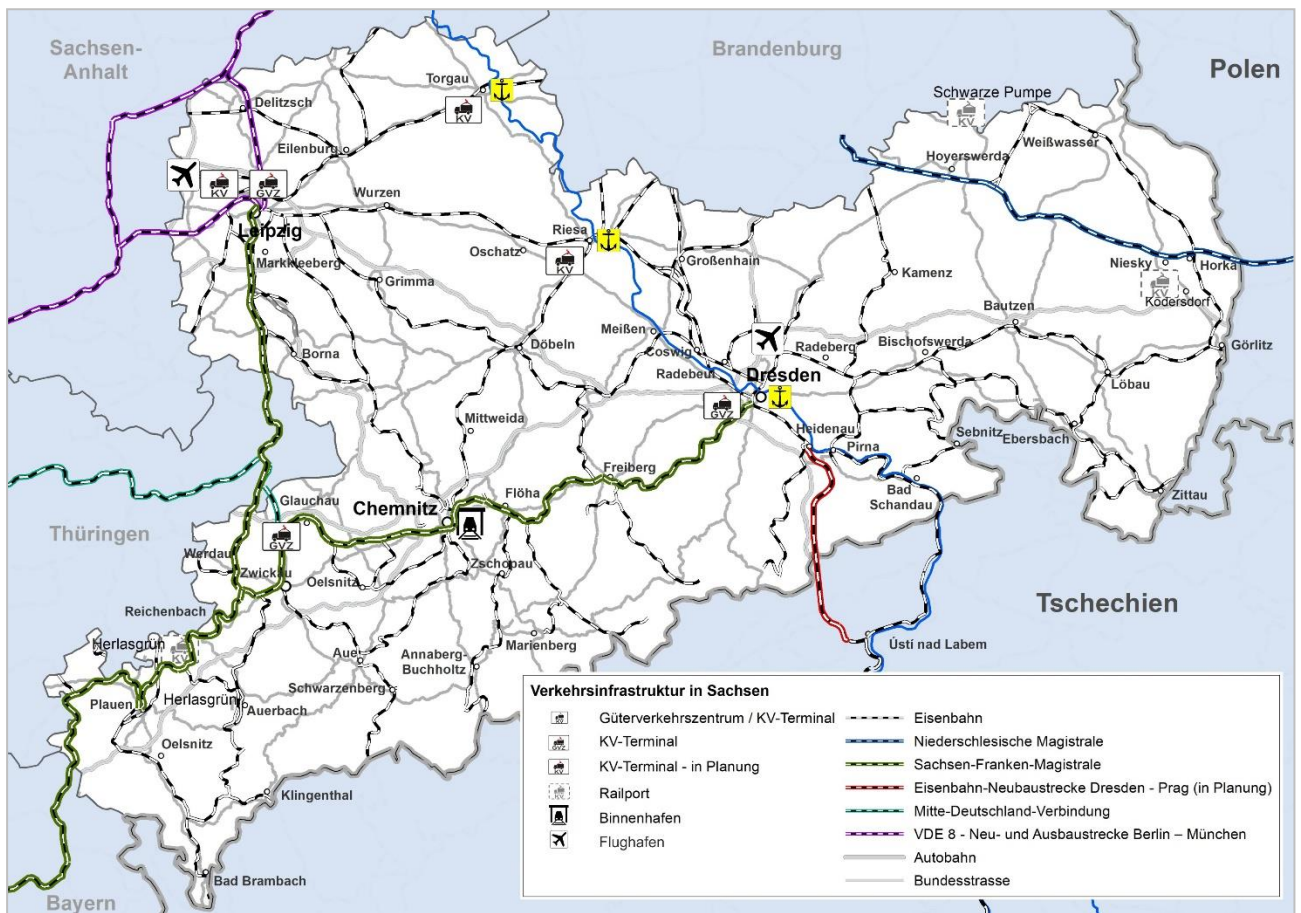 Sachsen-
Anhalt
Brandenburg
Polen
Torgau
Schwarze Pumpe
KV
Delitzsch
KV
Weißwasser
Eilenburg
Hoyerswerda
KV
GVZ
Wurzen
Leipzig
Riesa
Oschatz
KV
Großenhain
Markkleeberg
Grimma
Kamenz
Niesky
Horka
KV
Kodersdorf
Bautzen
Meißen
Döbeln
Coswig
Radeberg
Bischofswerda
Görlitz
Borna
Radebeul
Dresden
Löbau
GVZ
Mittweida
Heidenau
Pirna
Sebnitz
Ebersbach
Freiberg
Bad
Schandau
Zittau
Glauchau
Flöha
Chemnitz
Thüringen
GVZ
Werdau
Zwickau
Oelsnitz
Zschopau
Reichenbach
Tschechien
Herlasgrün
KV
Marienberg
Ústí nad Labem
Aue
Annaberg-
Buchholtz
Schwarzenberg
Plauen
Herlasgrün
Auerbach
Oelsnitz
Klingenthal
Bad Brambach
Bayern
Verkehrsinfrastruktur in Sachsen
KV Güterverkehrszentrum / KV-Terminal
GVZ KV-Terminal
KV KV-Terminal - in Planung
KV Railport
Binnenhafen
Flughafen
Eisenbahn
Niederschlesische Magistrale
Sachsen-Franken-Magistrale
Eisenbahn-Neubaustrecke Dresden - Prag (in Planung)
Mitte-Deutschland-Verbindung
VDE 8 - Neu- und Ausbaustrecke Berlin – München
Autobahn
Bundesstrasse